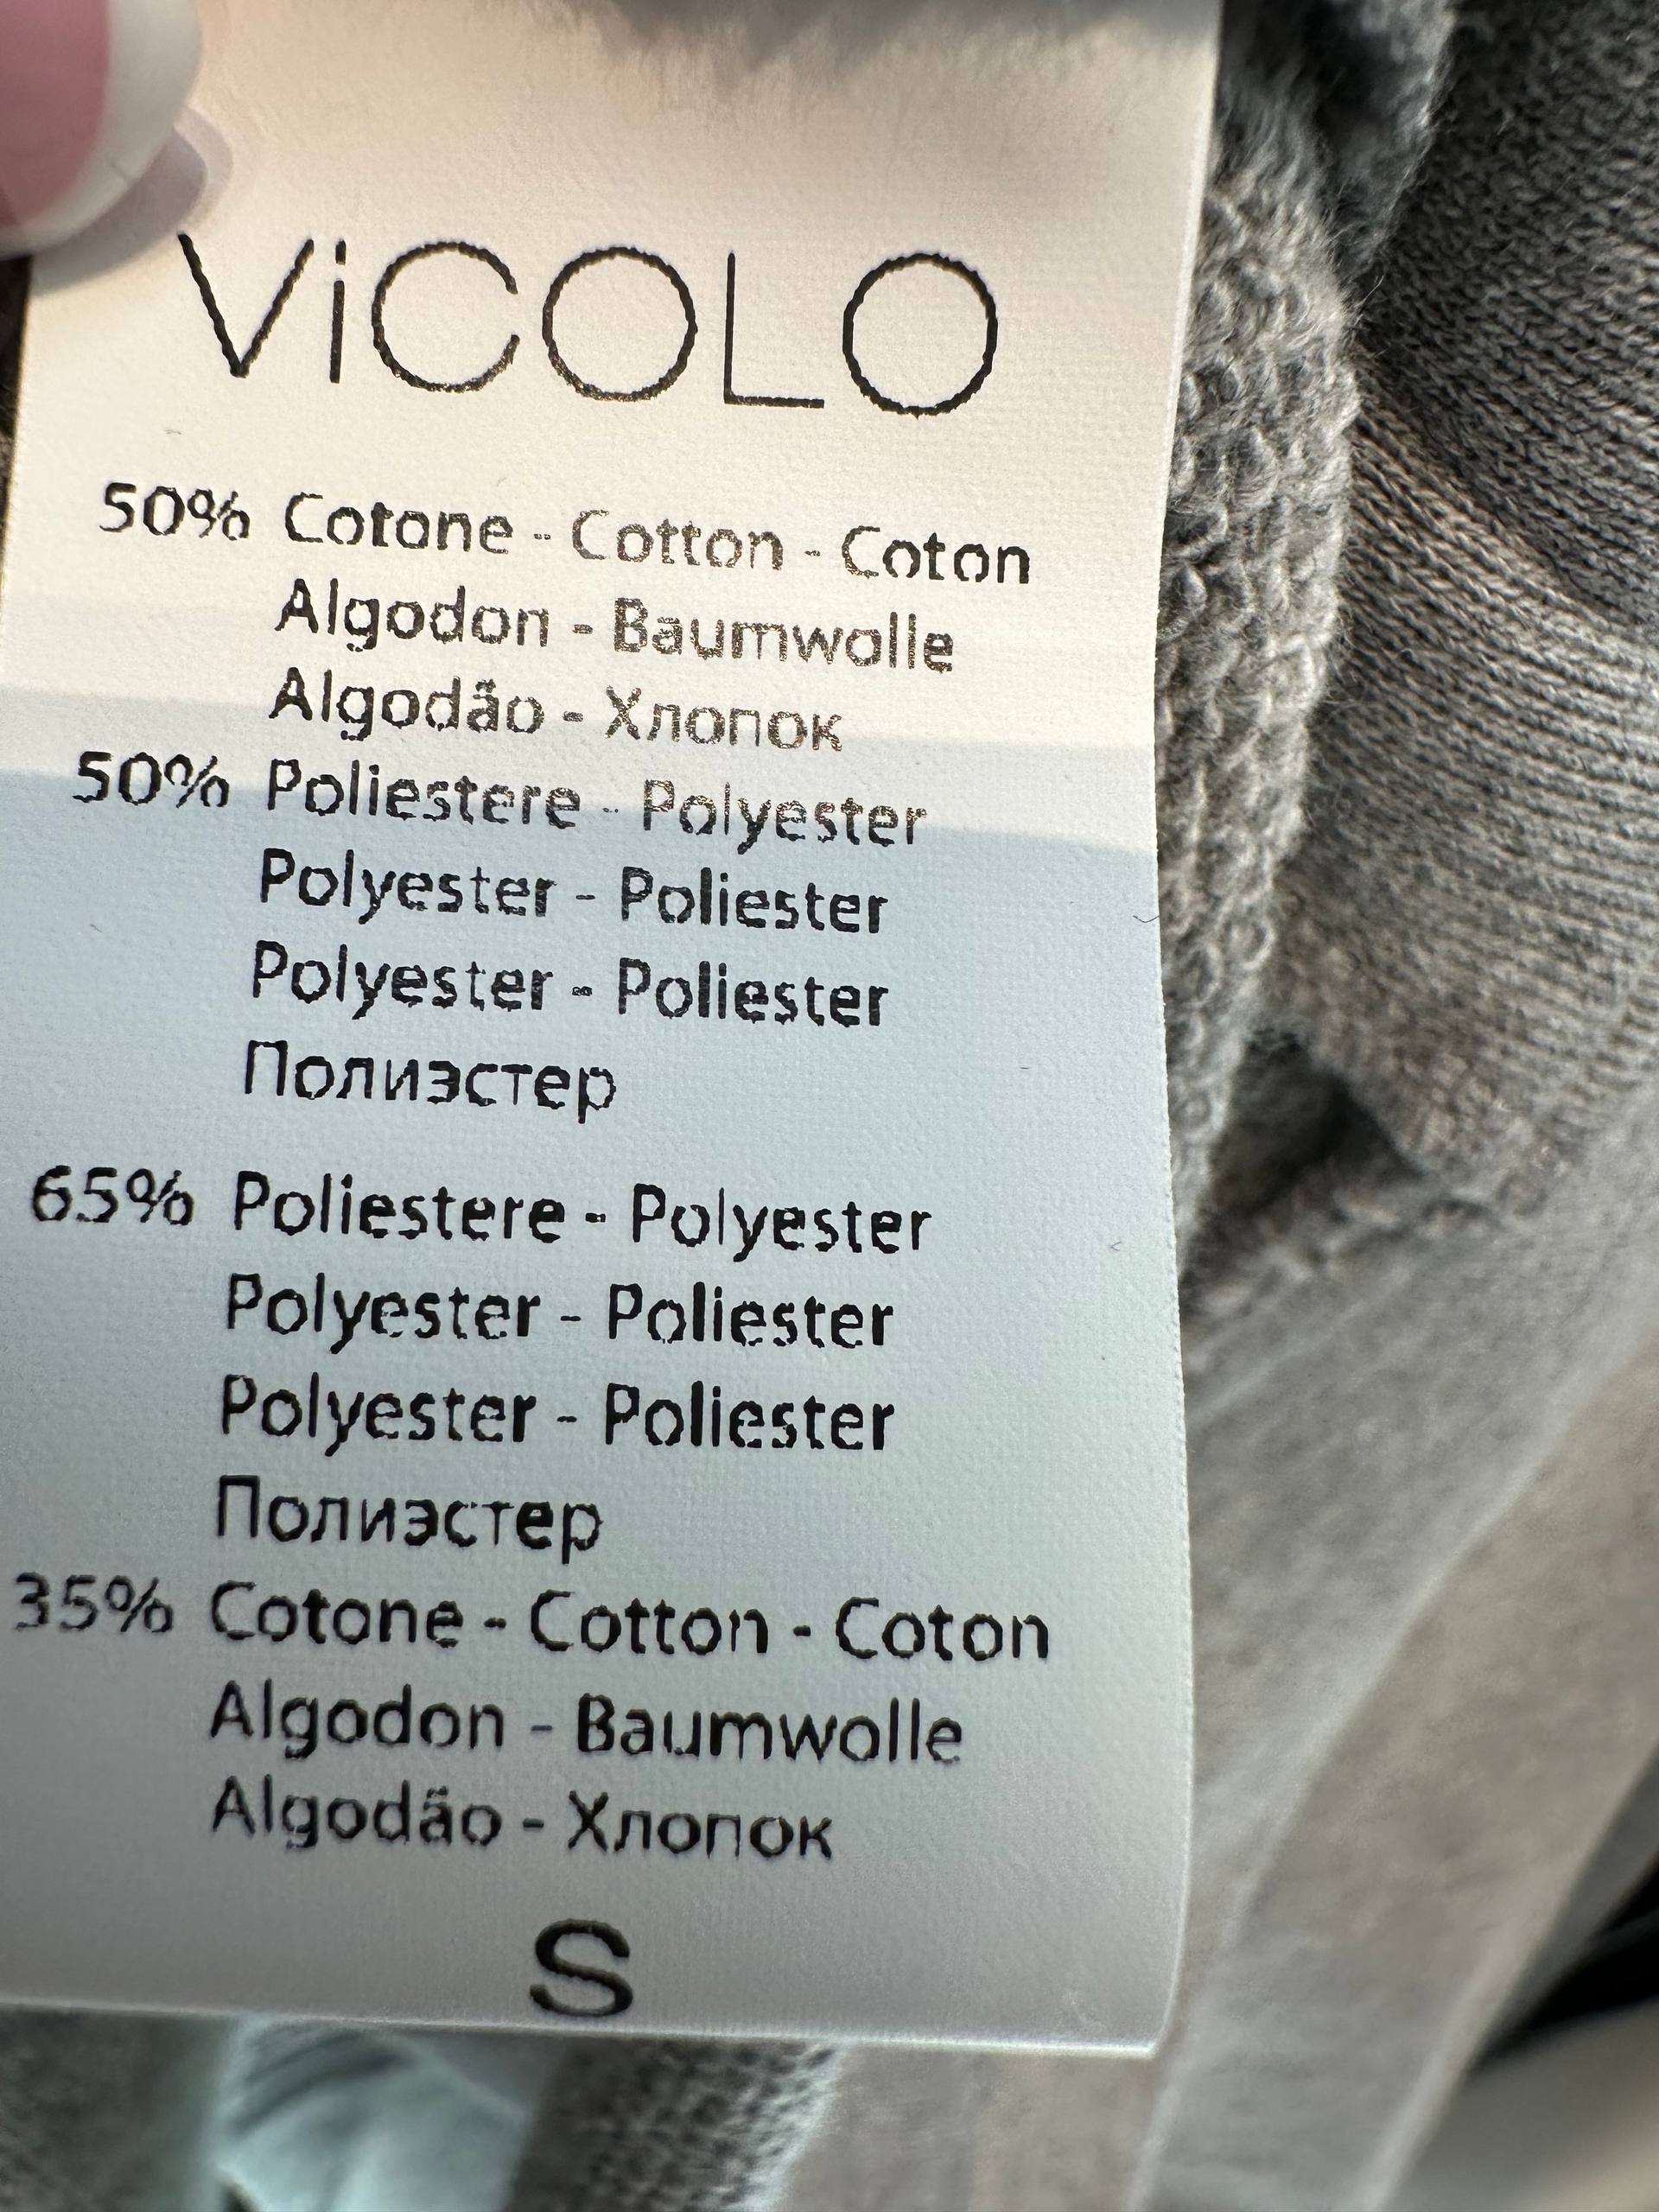 ViCOLO
50% Cotone - Cotton - Coton
Algodon - Baumwolle
Algodão - Хлопок
50% Poliestere - Polyester
Polyester - Poliester
Polyester - Poliester
Полиэстер
65% Poliestere - Polyester
Polyester - Poliester
Polyester - Poliester
Полиэстер
35% Cotone - Cotton - Coton
Algodon - Baumwolle
Algodão - Хлопок
S